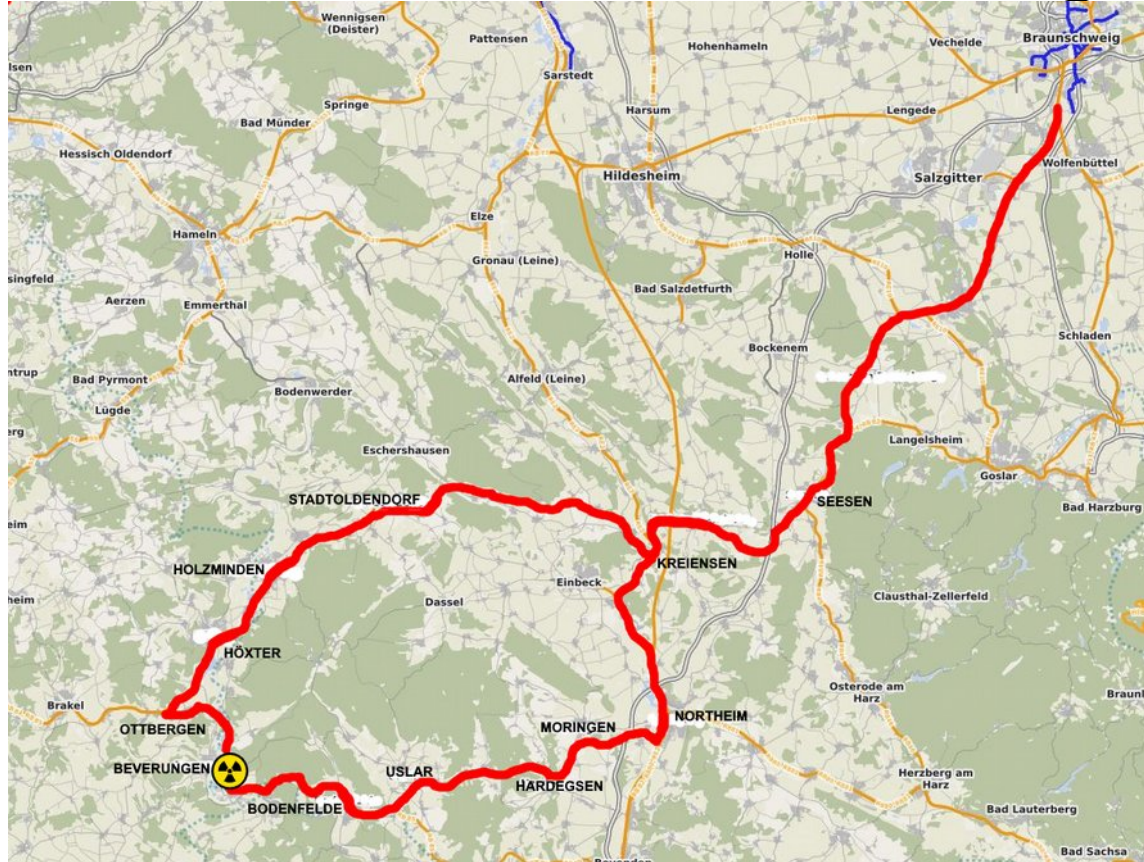 Wennigsen
(Deister)
Pattensen
Hohenhameln
Vechelde
Braunschweig
Sarstedt
Springe
Harsum
Lengede
Bad Münder
Hessisch Oldendorf
Hildesheim
Salzgitter
Wolfenbüttel
Elze
Hameln
Gronau (Leine)
Holle
singfeld
Aerzen
Emmerthal
Bad Salzdetfurth
Schladen
Bockenem
Bad Pyrmont
Bodenwerder
Alfeld (Leine)
Lügde
Eschershausen
Langelsheim
Goslar
STADTOLDENDORF
SEESEN
Bad Harzburg
HOLZMINDEN
KREIENSEN
Einbeck
Dassel
Clausthal-Zellerfeld
HÖXTER
Osterode am
Harz
Brakel
OTTBERGEN
MORINGEN
NORTHEIM
BEVERUNGEN
USLAR
HARDEGSEN
Herzberg am
Harz
BODENFELDE
Bad Lauterberg
Bad Sachsa